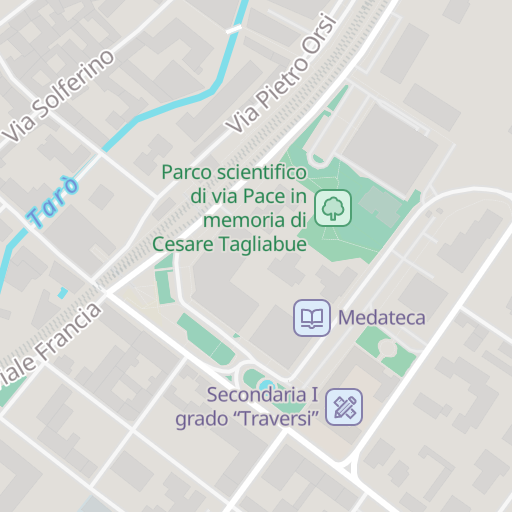 Via Solferino
Via Pietro Orsi
Tarò
Parco scientifico
di via Pace in
memoria di
Cesare Tagliabue
Medateca
Viale Francia
Secondaria I
grado “Traversi”